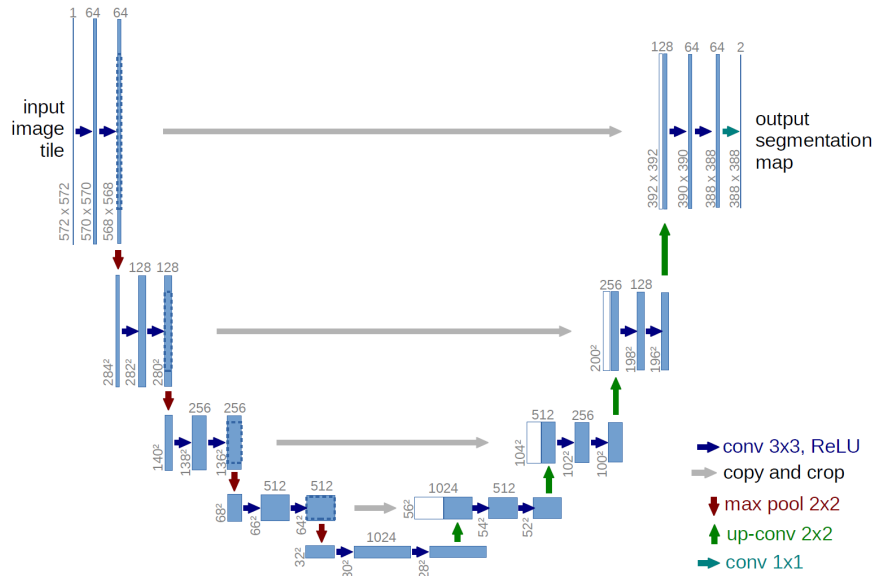 1 64 64
input
image
tile
572 x 572
570 x 570
568 x 568
128 64 64 2
392 x 392
390 x 390
388 x 388
388 x 388
output
segmentation
map
128 128
284²
282²
280²
256 128
200²
198²
196²
256 256
140²
138²
136²
512 256
104²
102²
100²
512 512
68²
66²
64²
1024 512
56²
54²
52²
1024
32²
30²
28²
conv 3x3, ReLU
copy and crop
max pool 2x2
up-conv 2x2
conv 1x1